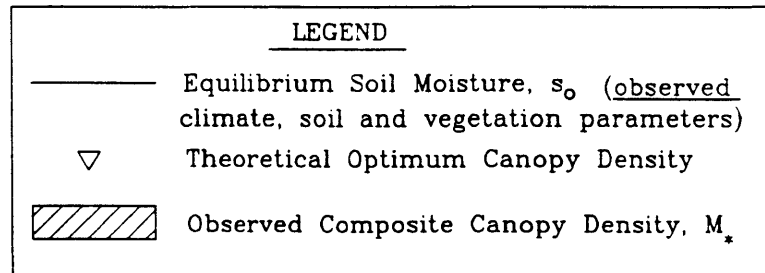 LEGEND
Equilibrium Soil Moisture, s₀ (observed
climate, soil and vegetation parameters)
Theoretical Optimum Canopy Density
Observed Composite Canopy Density, M*